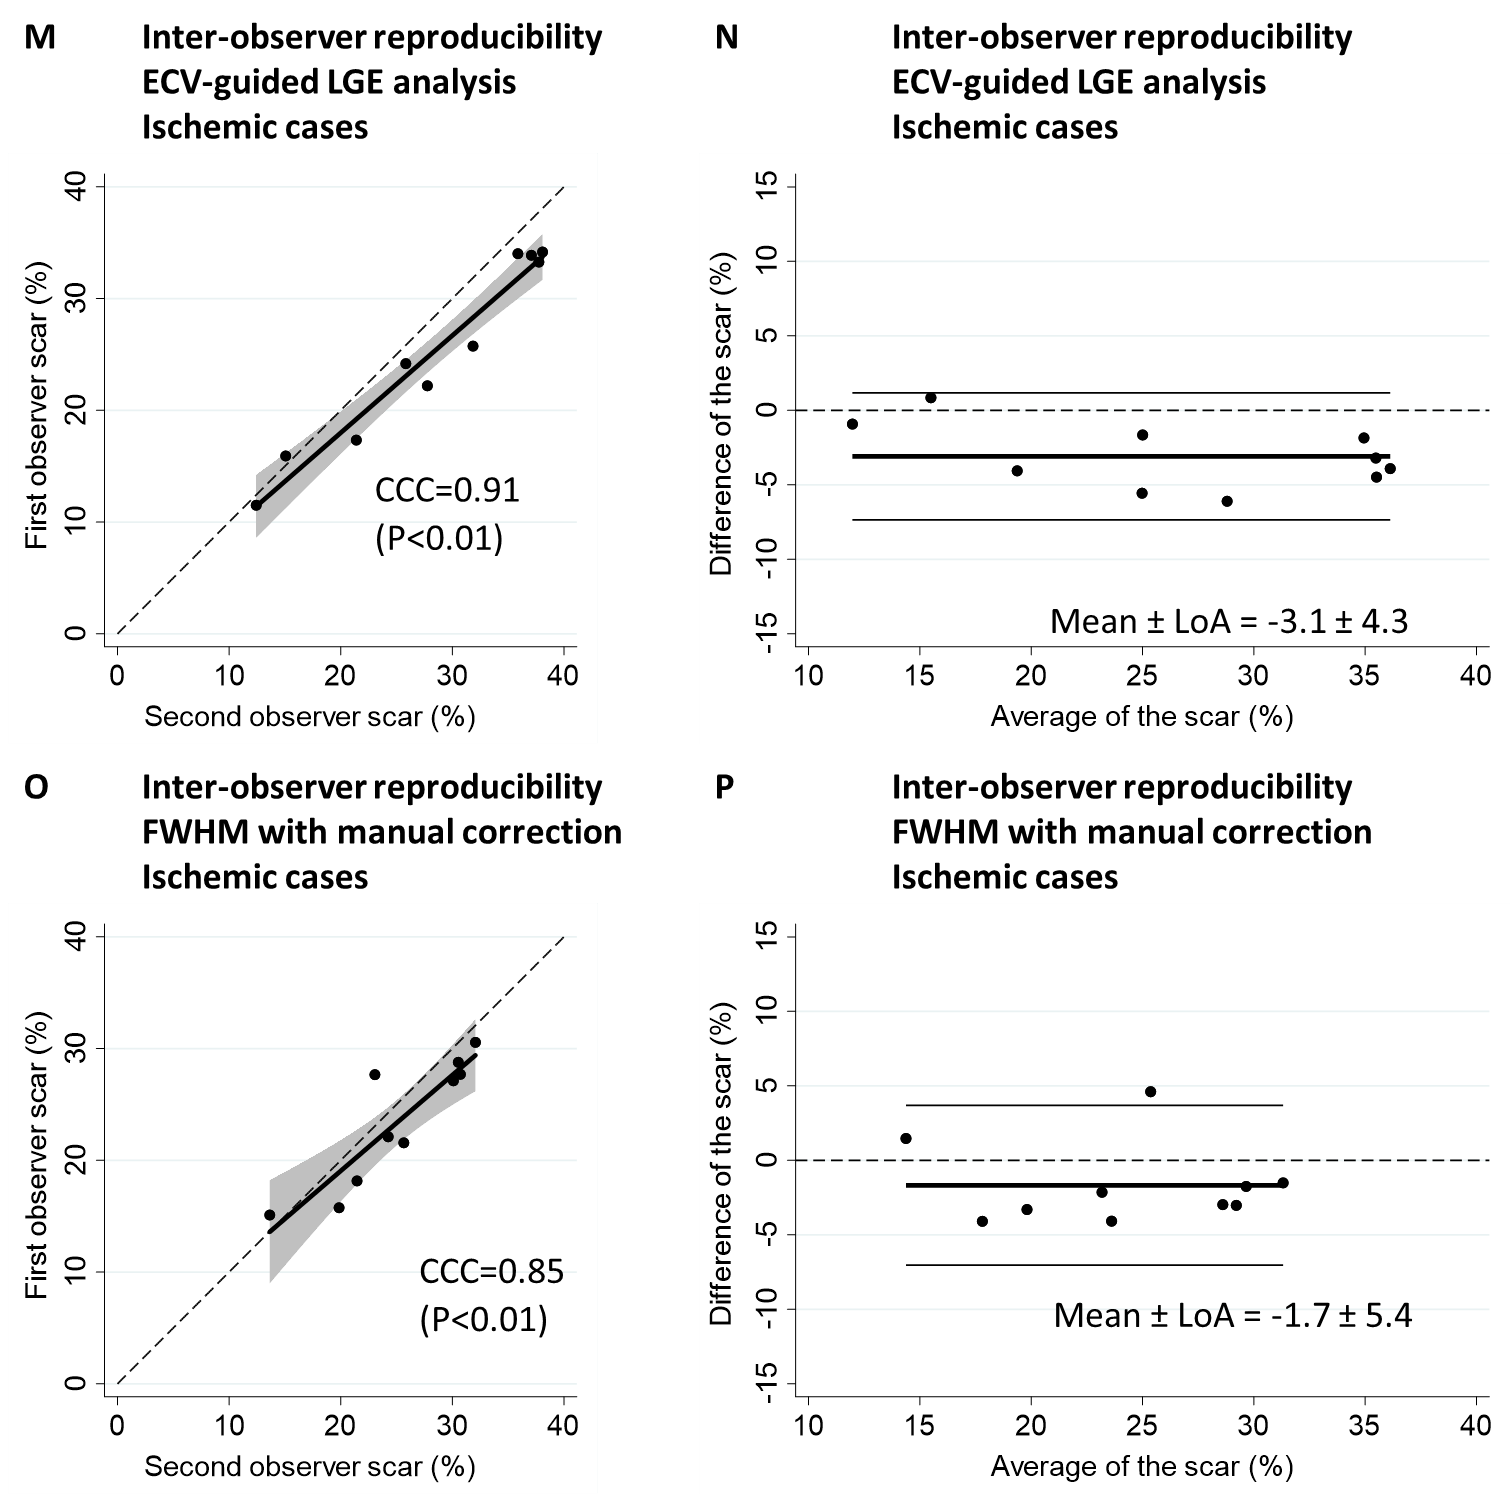 M
Inter-observer reproducibility
ECV-guided LGE analysis
Ischemic cases
First observer scar (%)
40
30
20
10
0
CCC=0.91
(P<0.01)
0 10 20 30 40
Second observer scar (%)
N
Inter-observer reproducibility
ECV-guided LGE analysis
Ischemic cases
Difference of the scar (%)
15
10
5
0
-5
-10
-15
Mean ± LoA = -3.1 ± 4.3
10 15 20 25 30 35 40
Average of the scar (%)
O
Inter-observer reproducibility
FWHM with manual correction
Ischemic cases
First observer scar (%)
40
30
20
10
0
CCC=0.85
(P<0.01)
0 10 20 30 40
Second observer scar (%)
P
Inter-observer reproducibility
FWHM with manual correction
Ischemic cases
Difference of the scar (%)
15
10
5
0
-5
-10
-15
Mean ± LoA = -1.7 ± 5.4
10 15 20 25 30 35 40
Average of the scar (%)